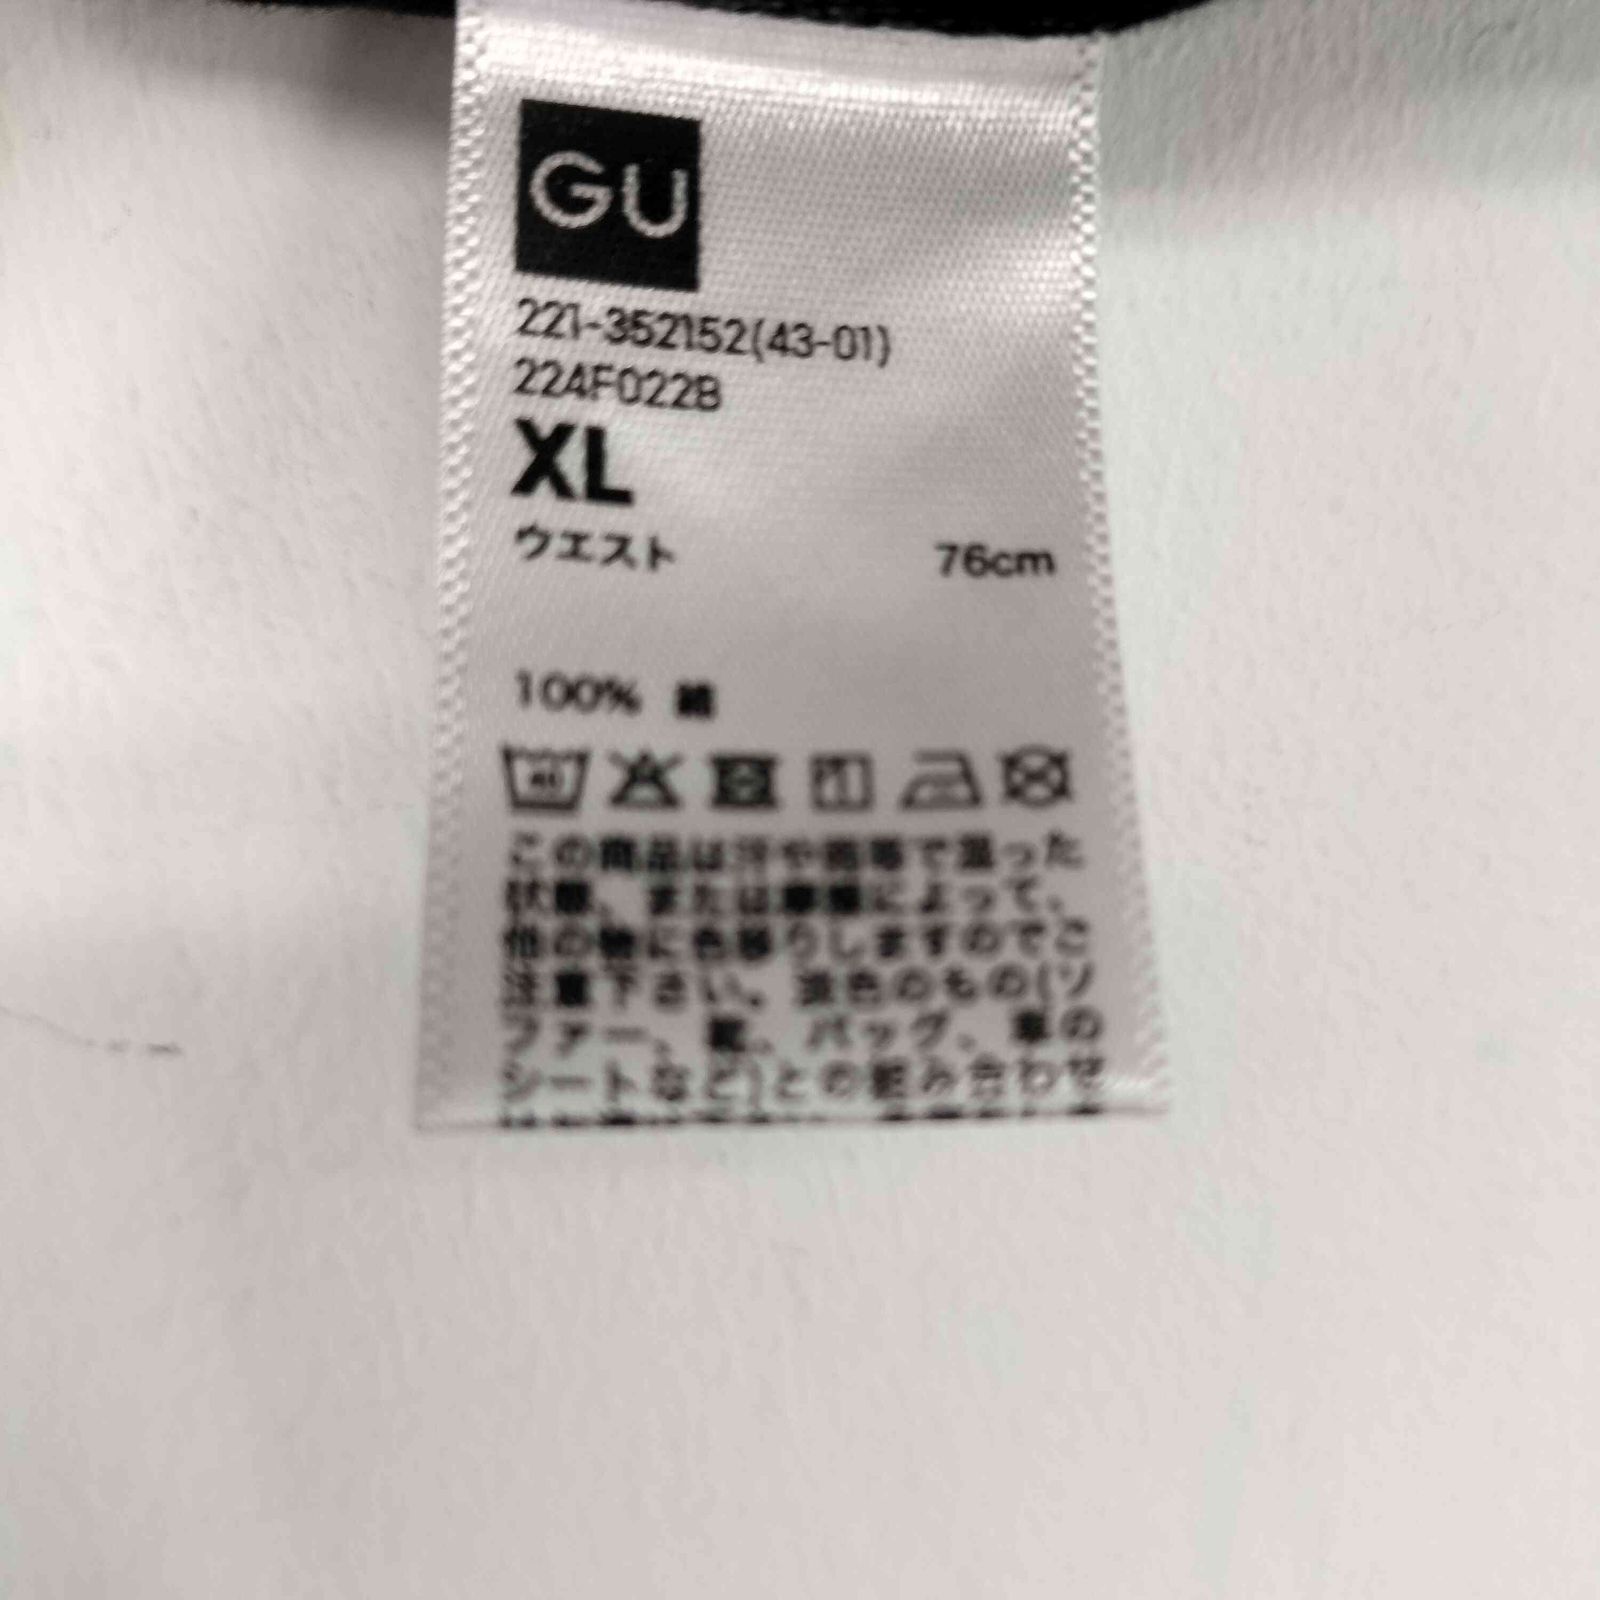 GU
221-352152(43-01)
224F022B
XL
ウエスト 76cm
100% 綿
この商品は汗や雨等で湿った
状態、または摩擦によって、
他の物に色移りしますのでご
注意下さい。淡色のもの(ソ
ファー、靴、バッグ、車の
シートなど)との組み合わせ